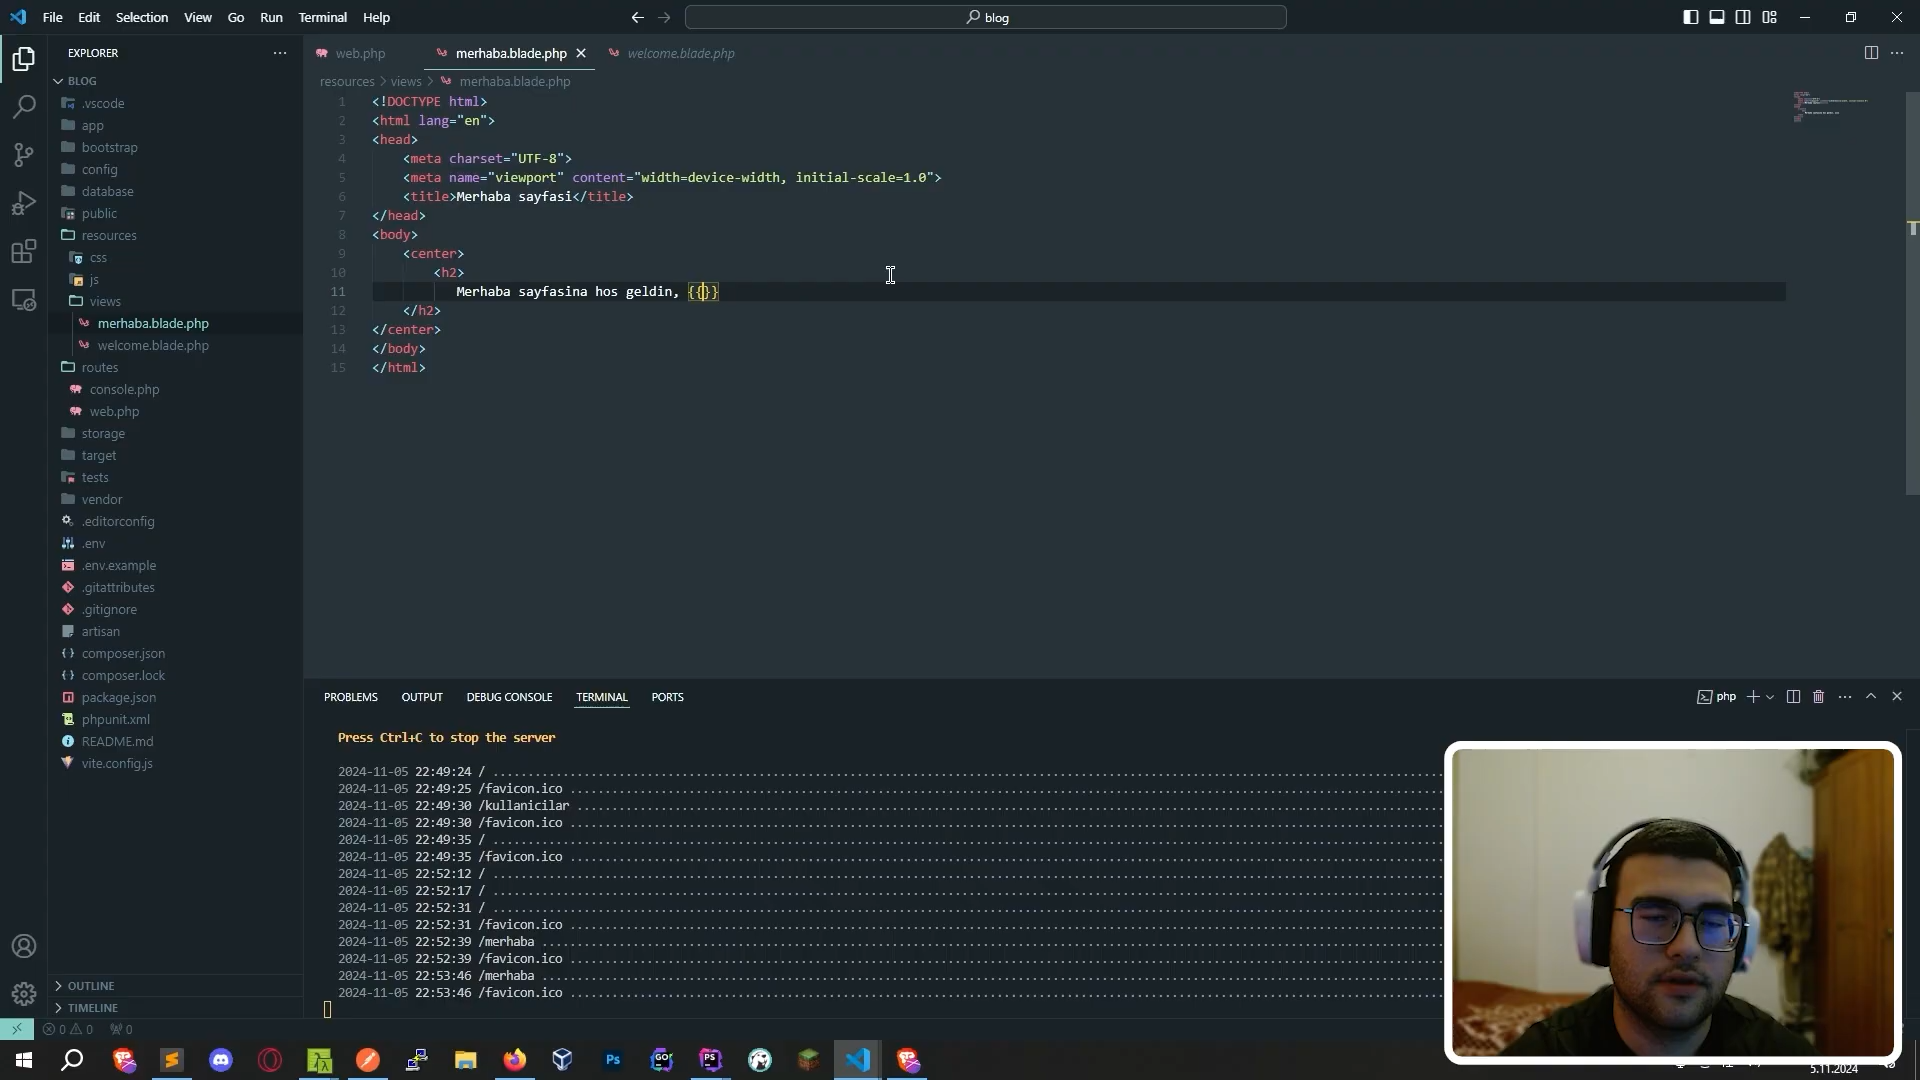 File Edit Selection View Go Run Terminal Help
blog
EXPLORER
BLOG
.vscode
app
bootstrap
config
database
public
resources
css
js
views
merhaba.blade.php
welcome.blade.php
routes
console.php
web.php
storage
target
tests
vendor
.editorconfig
.env
.env.example
.gitattributes
.gitignore
artisan
composer.json
composer.lock
package.json
phpunit.xml
README.md
vite.config.js
OUTLINE
TIMELINE
web.php merhaba.blade.php welcome.blade.php
resources > views > merhaba.blade.php
1 <!DOCTYPE html>
2 <html lang="en">
3 <head>
4 <meta charset="UTF-8">
5 <meta name="viewport" content="width=device-width, initial-scale=1.0">
6 <title>Merhaba sayfasi</title>
7 </head>
8 <body>
9 <center>
10 <h2>
11 Merhaba sayfasina hos geldin, {{}}
12 </h2>
13 </center>
14 </body>
15 </html>
PROBLEMS OUTPUT DEBUG CONSOLE TERMINAL PORTS
php
Press Ctrl+C to stop the server
2024-11-05 22:49:24 / ........
2024-11-05 22:49:25 /favicon.ico ........
2024-11-05 22:49:30 /kullanicilar ........
2024-11-05 22:49:30 /favicon.ico ........
2024-11-05 22:49:35 / ........
2024-11-05 22:49:35 /favicon.ico ........
2024-11-05 22:52:12 / ........
2024-11-05 22:52:17 / ........
2024-11-05 22:52:31 / ........
2024-11-05 22:52:31 /favicon.ico ........
2024-11-05 22:52:39 /merhaba ........
2024-11-05 22:52:39 /favicon.ico ........
2024-11-05 22:53:46 /merhaba ........
2024-11-05 22:53:46 /favicon.ico ........
0 0 0
Ps GO PS
5.11.2024